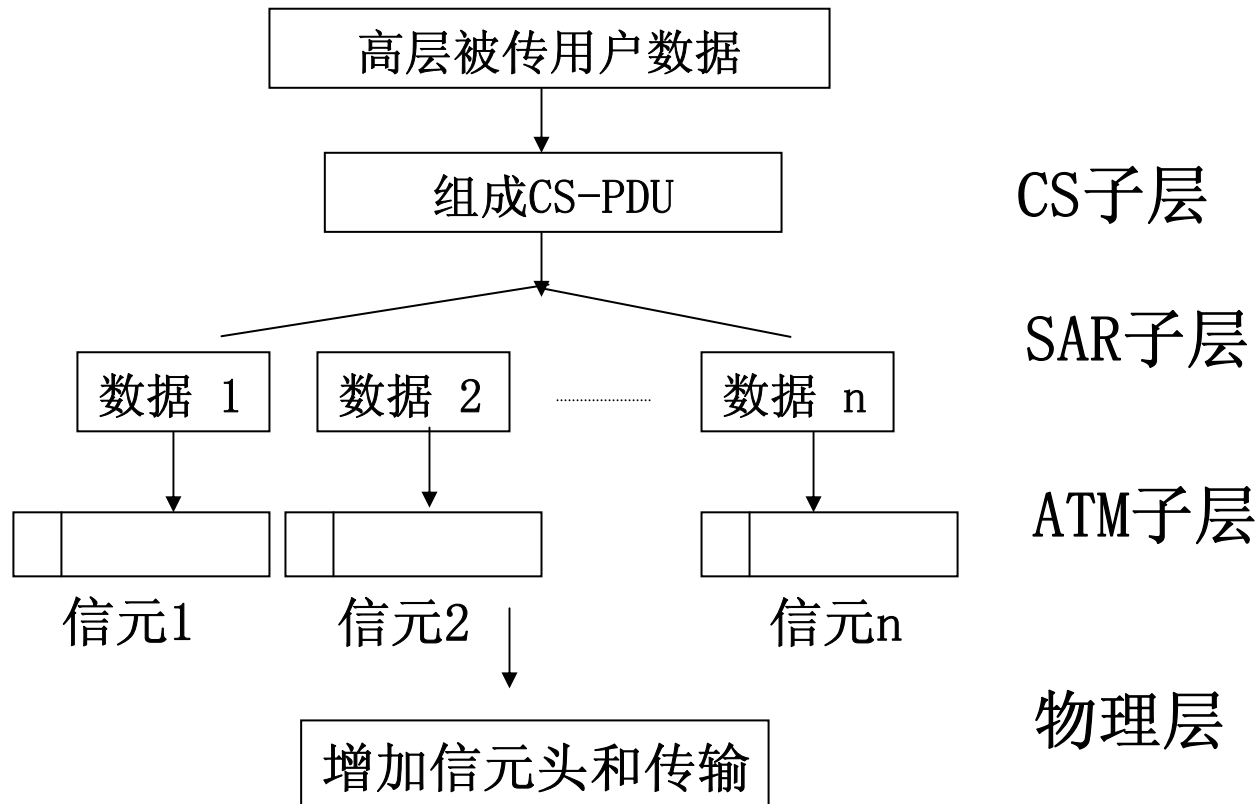 高层被传用户数据
组成CS-PDU
CS子层
SAR子层
数据 1
数据 2
数据 n
ATM子层
信元1
信元2
信元n
物理层
增加信元头和传输